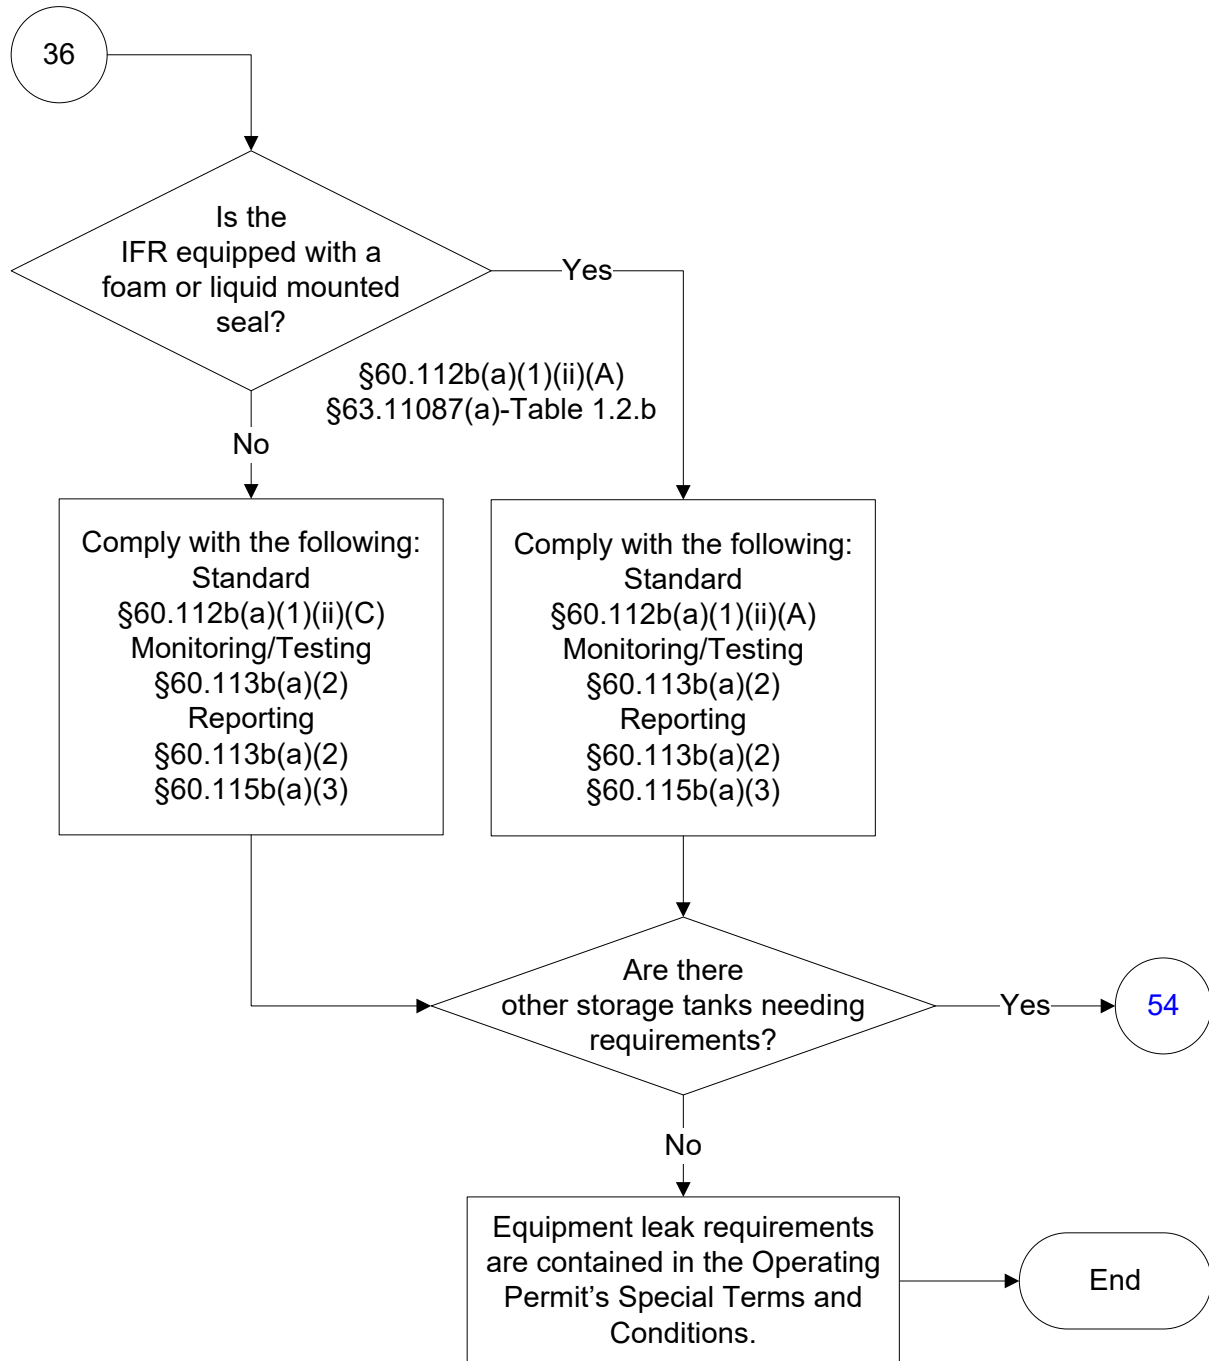 36
Is the
IFR equipped with a
foam or liquid mounted
seal?
Yes
§60.112b(a)(1)(ii)(A)
§63.11087(a)-Table 1.2.b
No
Comply with the following:
Standard
§60.112b(a)(1)(ii)(C)
Monitoring/Testing
§60.113b(a)(2)
Reporting
§60.113b(a)(2)
§60.115b(a)(3)
Comply with the following:
Standard
§60.112b(a)(1)(ii)(A)
Monitoring/Testing
§60.113b(a)(2)
Reporting
§60.113b(a)(2)
§60.115b(a)(3)
Are there
other storage tanks needing
requirements?
Yes
54
No
Equipment leak requirements
are contained in the Operating
Permit’s Special Terms and
Conditions.
End